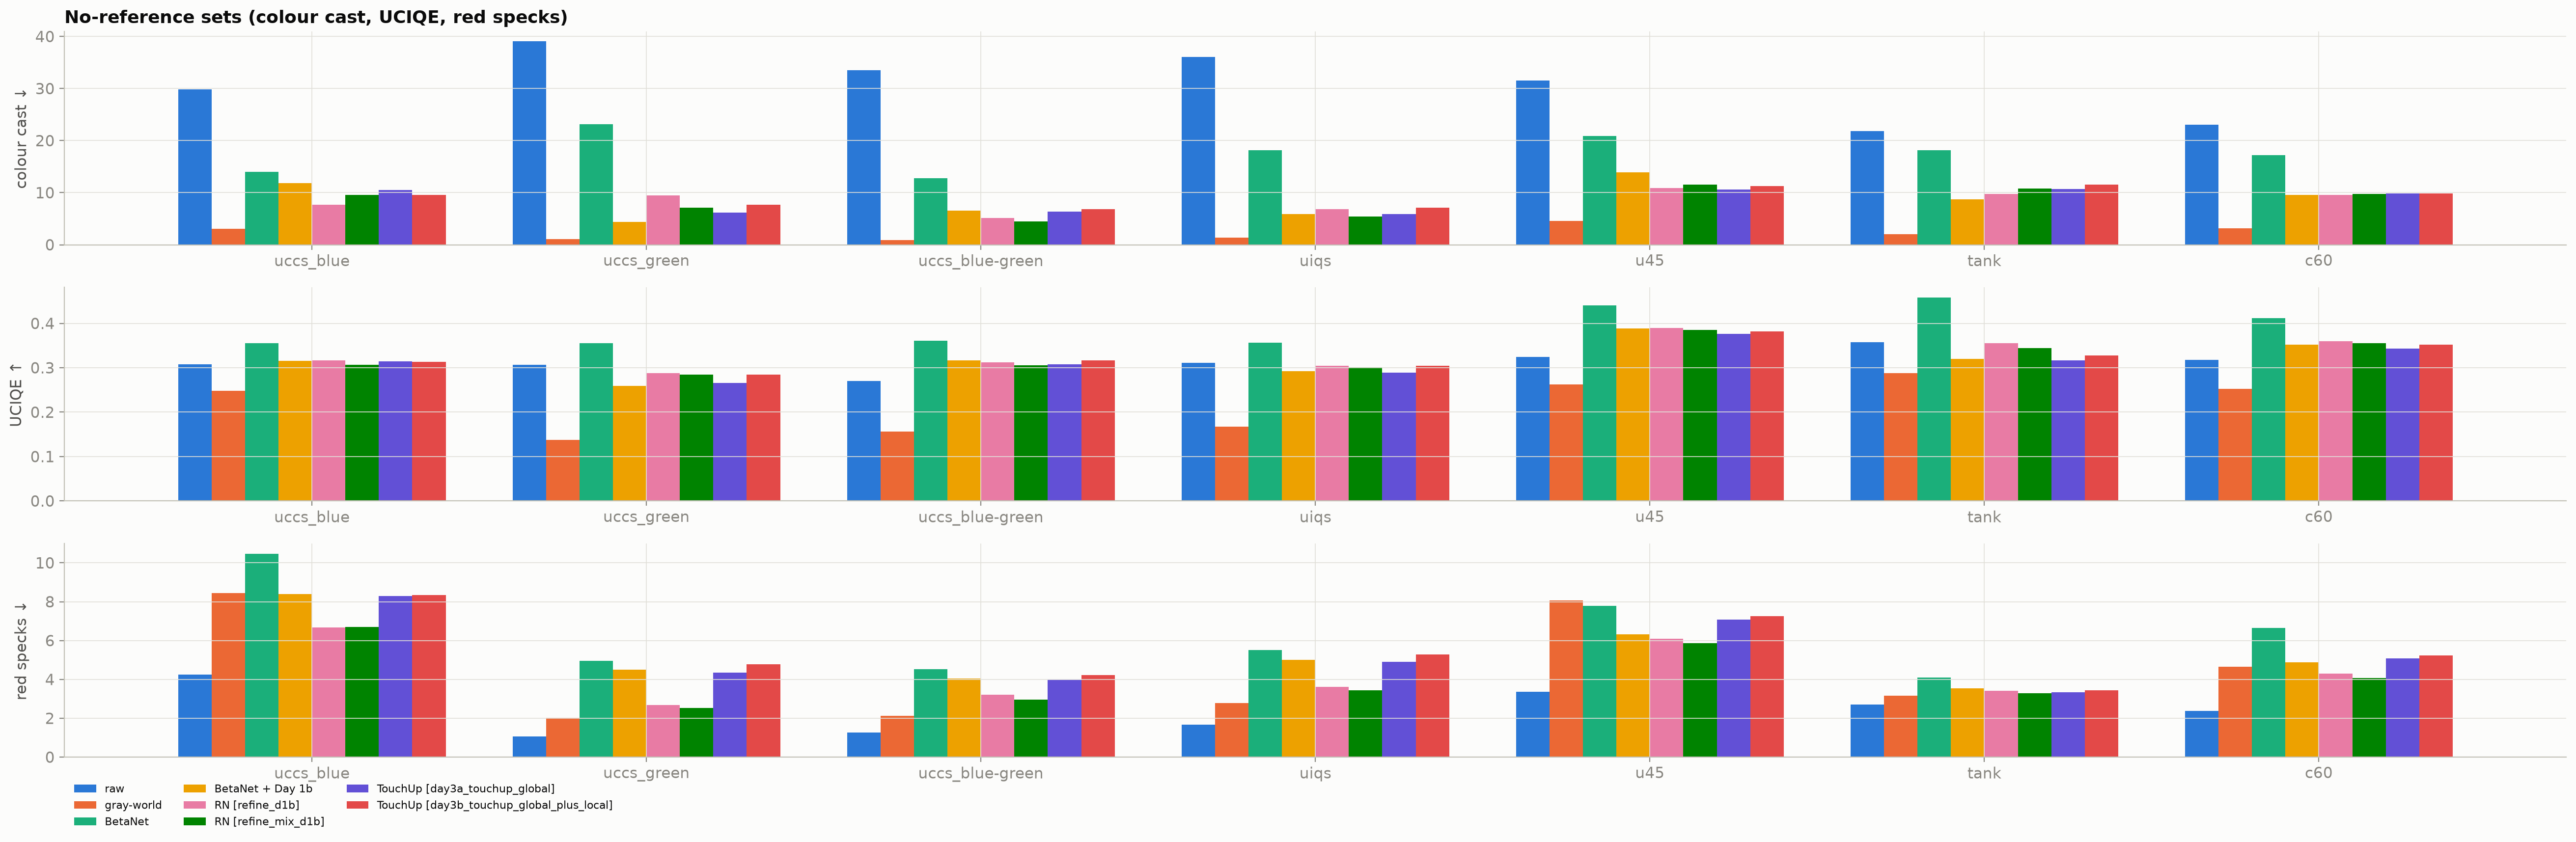 No-reference sets (colour cast, UCIQE, red specks)
colour cast ↓
40
30
20
10
0
uccs_blue uccs_green uccs_blue-green uiqs u45 tank c60
UCIQE ↑
0.4
0.3
0.2
0.1
0.0
uccs_blue uccs_green uccs_blue-green uiqs u45 tank c60
red specks ↓
10
8
6
4
2
0
uccs_blue uccs_green uccs_blue-green uiqs u45 tank c60
raw BetaNet + Day 1b TouchUp [day3a_touchup_global]
gray-world RN [refine_d1b] TouchUp [day3b_touchup_global_plus_local]
BetaNet RN [refine_mix_d1b]